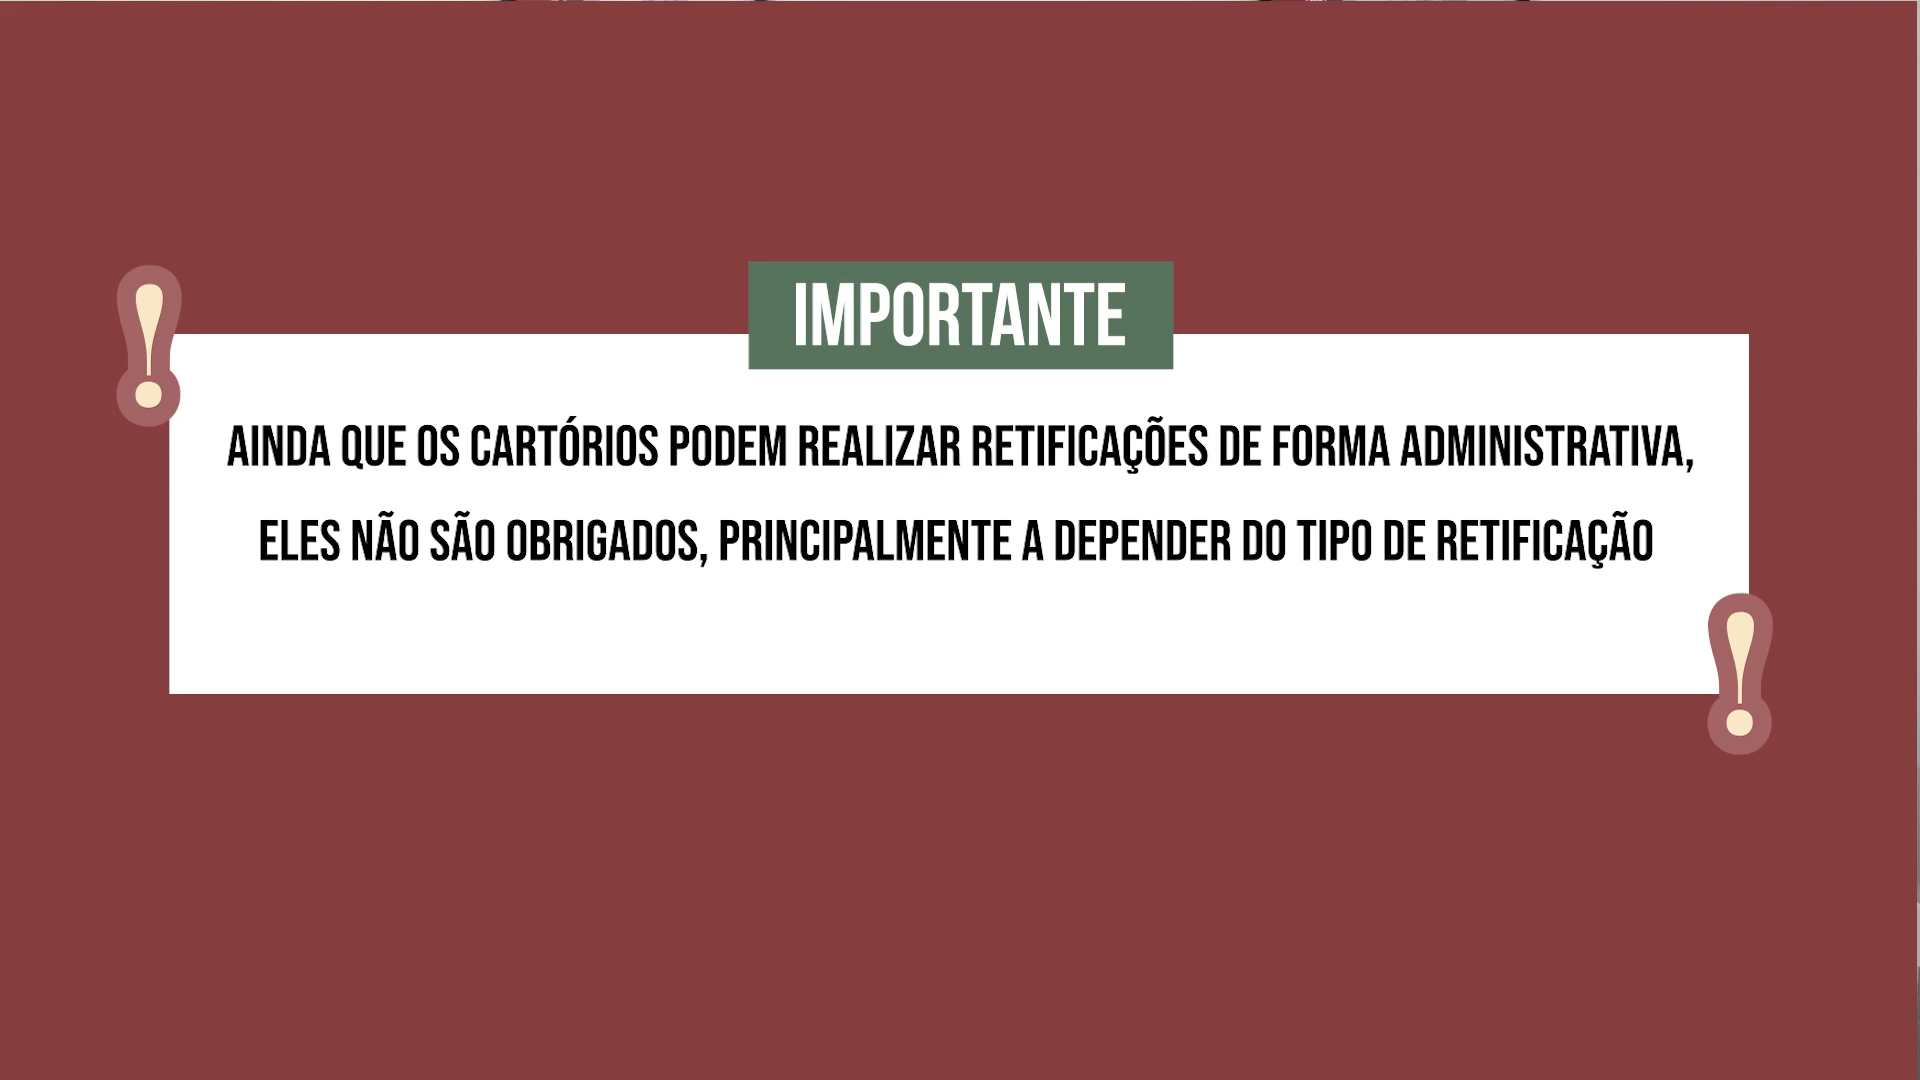 IMPORTANTE
AINDA QUE OS CARTÓRIOS PODEM REALIZAR RETIFICAÇÕES DE FORMA ADMINISTRATIVA,
ELES NÃO SÃO OBRIGADOS, PRINCIPALMENTE A DEPENDER DO TIPO DE RETIFICAÇÃO